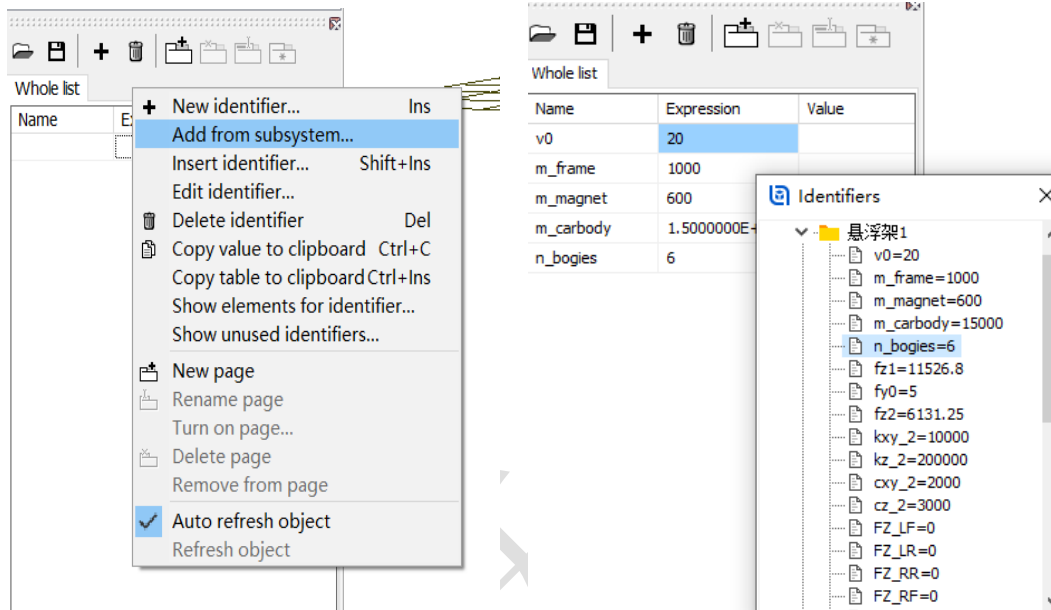 Whole list
Name
New identifier... Ins
Add from subsystem...
Insert identifier... Shift+Ins
Edit identifier...
Delete identifier Del
Copy value to clipboard Ctrl+C
Copy table to clipboard Ctrl+Ins
Show elements for identifier...
Show unused identifiers...
New page
Rename page
Turn on page...
Delete page
Remove from page
Auto refresh object
Refresh object
Whole list
Name Expression Value
v0 20
m_frame 1000
m_magnet 600
m_carbody 1.5000000E+
n_bogies 6
Identifiers
悬浮架1
v0=20
m_frame=1000
m_magnet=600
m_carbody=15000
n_bogies=6
fz1=11526.8
fy0=5
fz2=6131.25
kxy_2=10000
kz_2=200000
cxy_2=2000
cz_2=3000
FZ_LF=0
FZ_LR=0
FZ_RR=0
FZ_RF=0